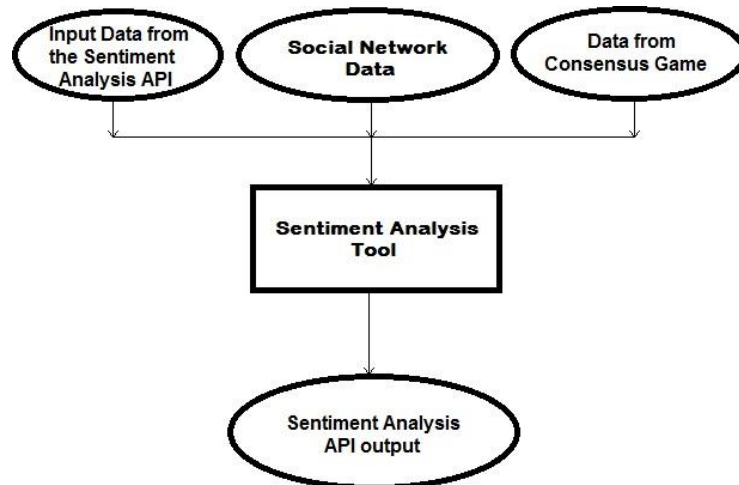 Input Data from
the Sentiment
Analysis API
Social Network
Data
Data from
Consensus Game
Sentiment Analysis
Tool
Sentiment Analysis
API output